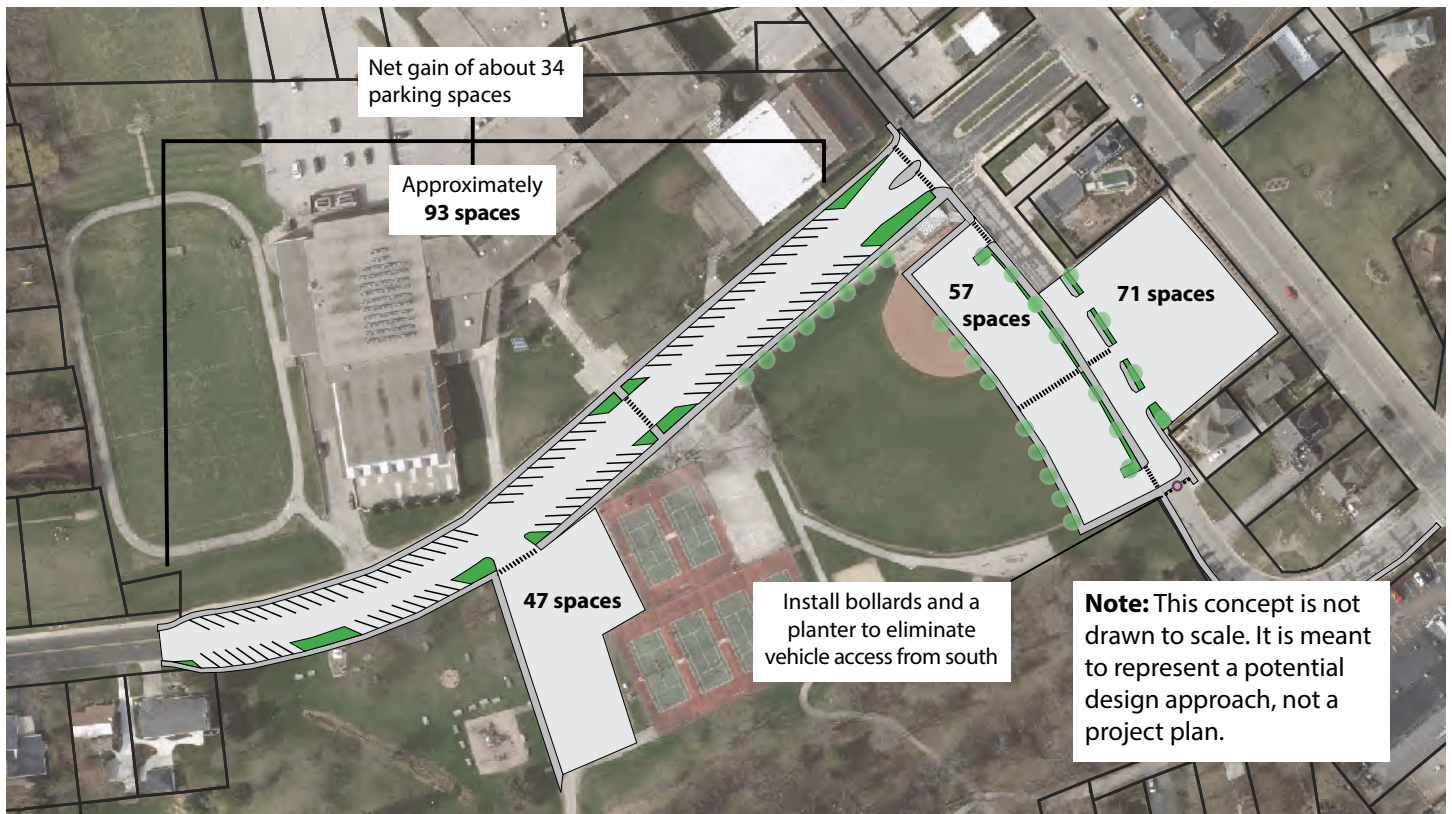 Net gain of about 34
parking spaces
Approximately
93 spaces
57
spaces
71 spaces
47 spaces
Install bollards and a
planter to eliminate
vehicle access from south
Note: This concept is not
drawn to scale. It is meant
to represent a potential
design approach, not a
project plan.